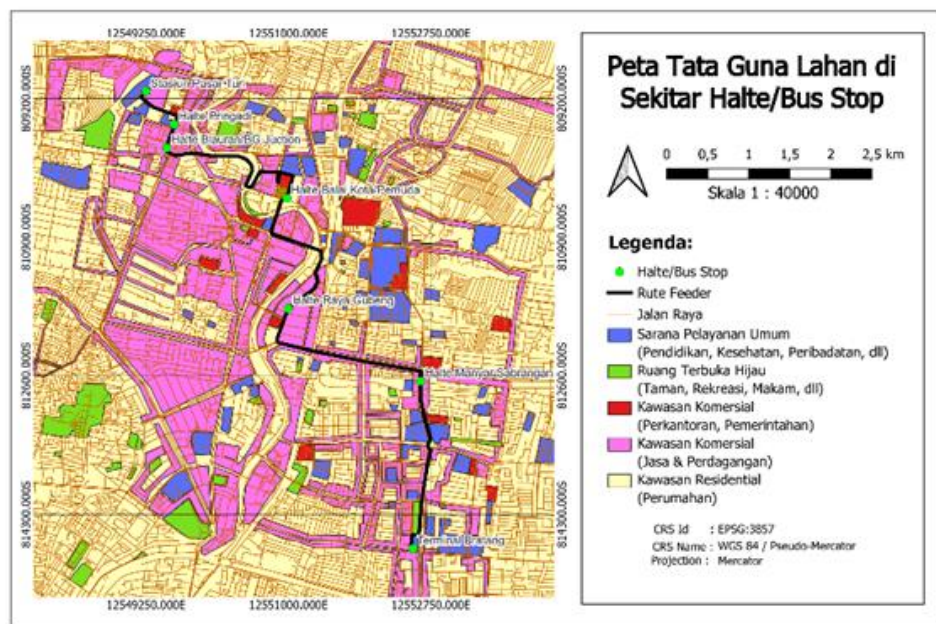 12549250.000E 12551000.000E 12552750.000E
809200.000S 809200.000S
Stasiun Pasar Turi
Halte Pringadi
Halte Blauran/BG Juction
Halte Balai Kota/Pemuda
810900.000S 810900.000S
Halte Raya Gubeng
Halte Manyar Sabrangan
812600.000S 812600.000S
814300.000S 814300.000S
Terminal Bratang
12549250.000E 12551000.000E 12552750.000E
Peta Tata Guna Lahan di
Sekitar Halte/Bus Stop
0 0,5 1 1,5 2 2,5 km
Skala 1 : 40000
Legenda:
Halte/Bus Stop
Rute Feeder
Jalan Raya
Sarana Pelayanan Umum
(Pendidikan, Kesehatan, Peribadatan, dll)
Ruang Terbuka Hijau
(Taman, Rekreasi, Makam, dll)
Kawasan Komersial
(Perkantoran, Pemerintahan)
Kawasan Komersial
(Jasa & Perdagangan)
Kawasan Residential
(Perumahan)
CRS Id : EPSG:3857
CRS Name : WGS 84 / Pseudo-Mercator
Projection : Mercator